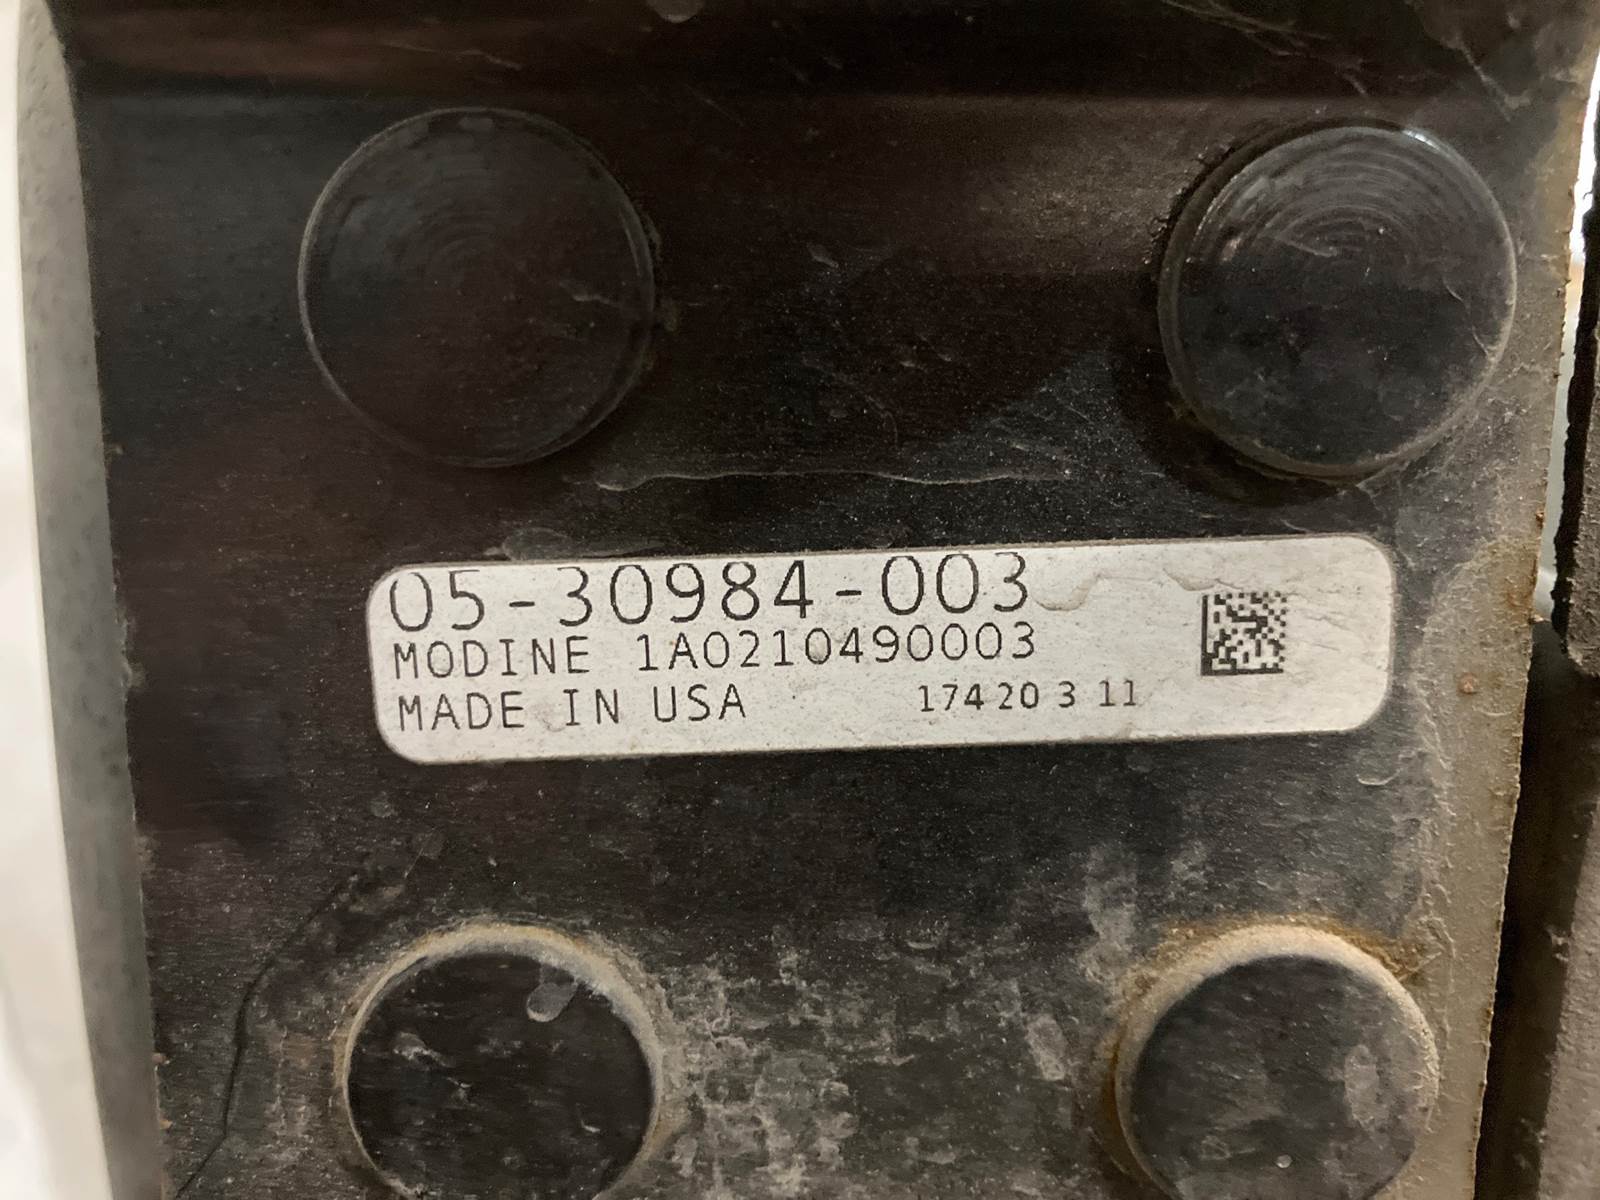 05-30984-003
MODINE 1A0210490003
MADE IN USA 174 20 3 11